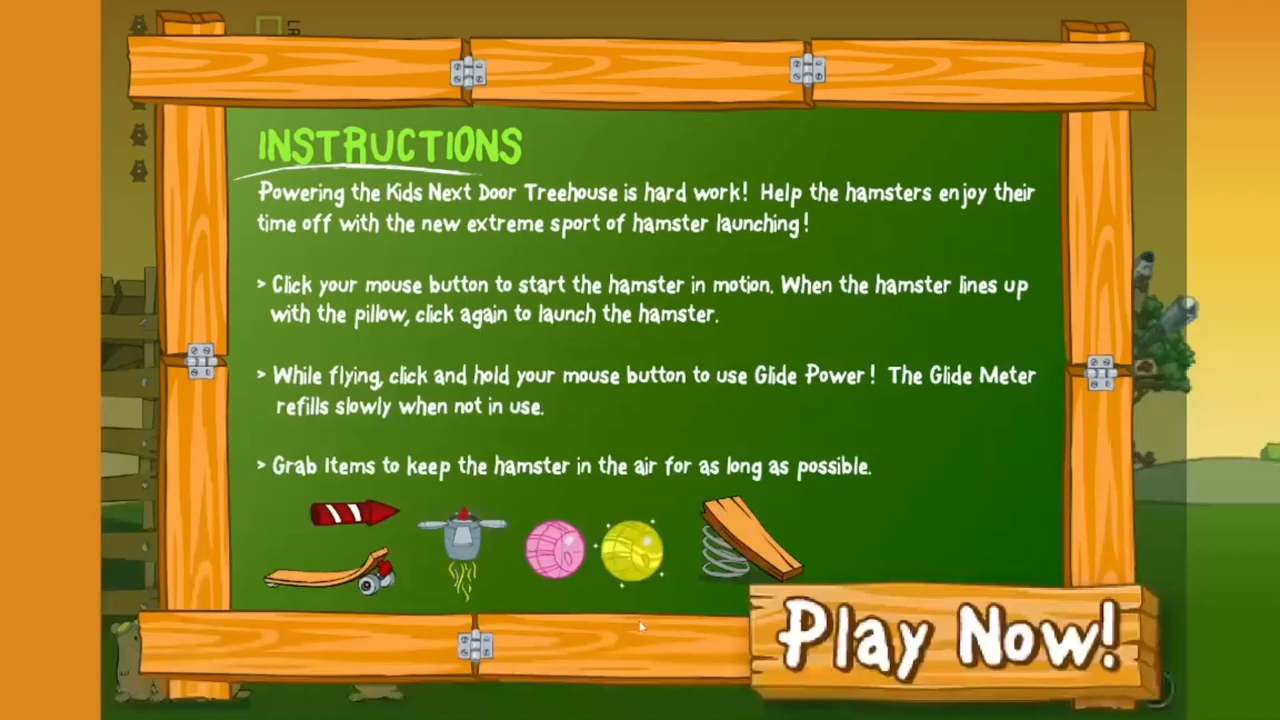 INSTRUCTIONS
Powering the Kids Next Door Treehouse is hard work! Help the hamsters enjoy their
time off with the new extreme sport of hamster launching!
> Click your mouse button to start the hamster in motion. When the hamster lines up
with the pillow, click again to launch the hamster.
> While flying, click and hold your mouse button to use Glide Power! The Glide Meter
refills slowly when not in use.
> Grab Items to keep the hamster in the air for as long as possible.
Play Now!